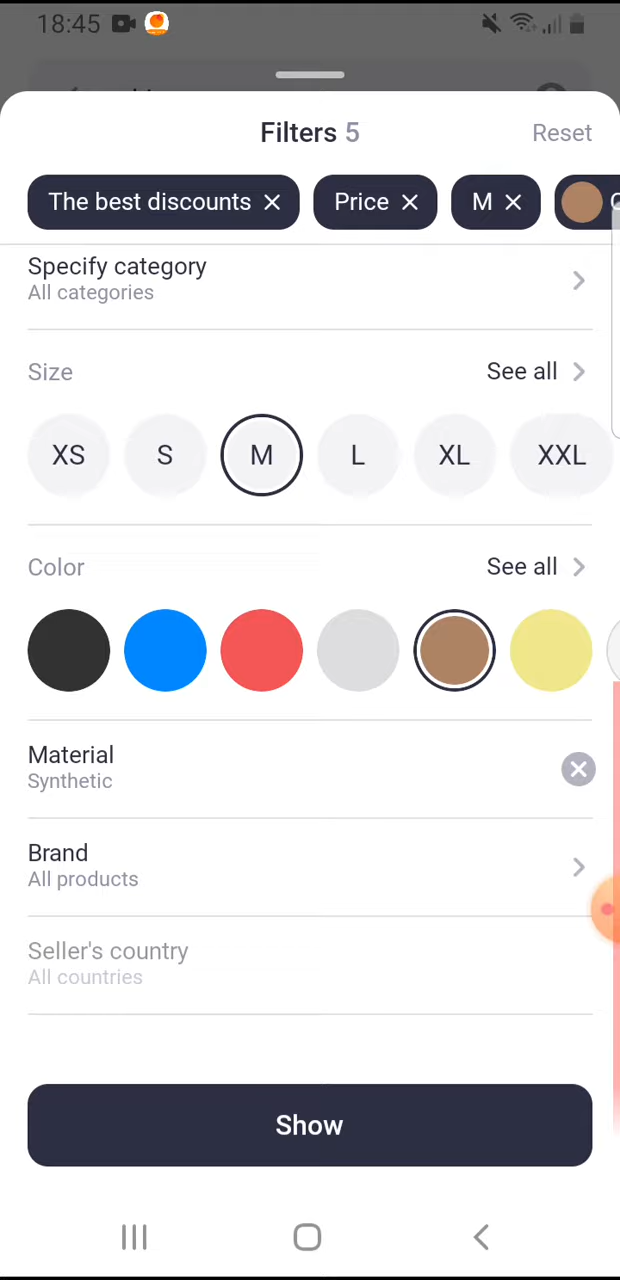 18:45
Filters 5
Reset
The best discounts
Price
M
Specify category
All categories
Size
See all
XS
S
M
L
XL
XXL
Color
See all
Material
Synthetic
Brand
All products
Seller's country
All countries
Show